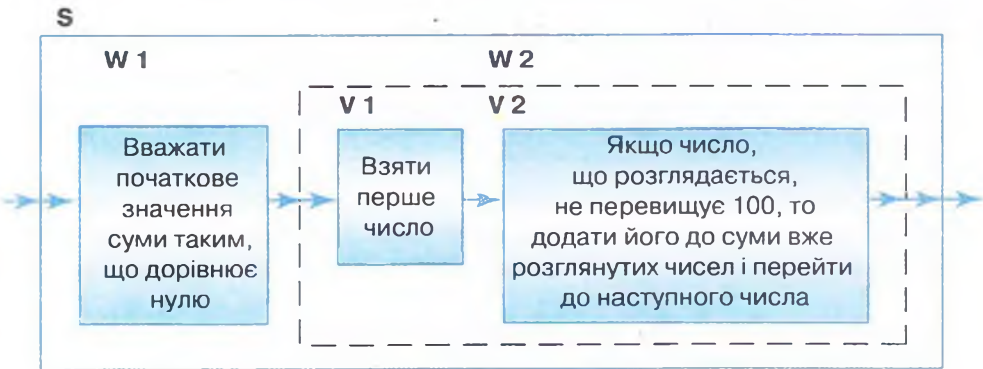 S
W 1
W 2
V 1
V 2
Вважати
початкове
значення
суми таким,
що дорівнює
нулю
Взяти
перше
число
Якщо число,
що розглядається,
не перевищує 100, то
додати його до суми вже
розглянутих чисел і перейти
до наступного числа